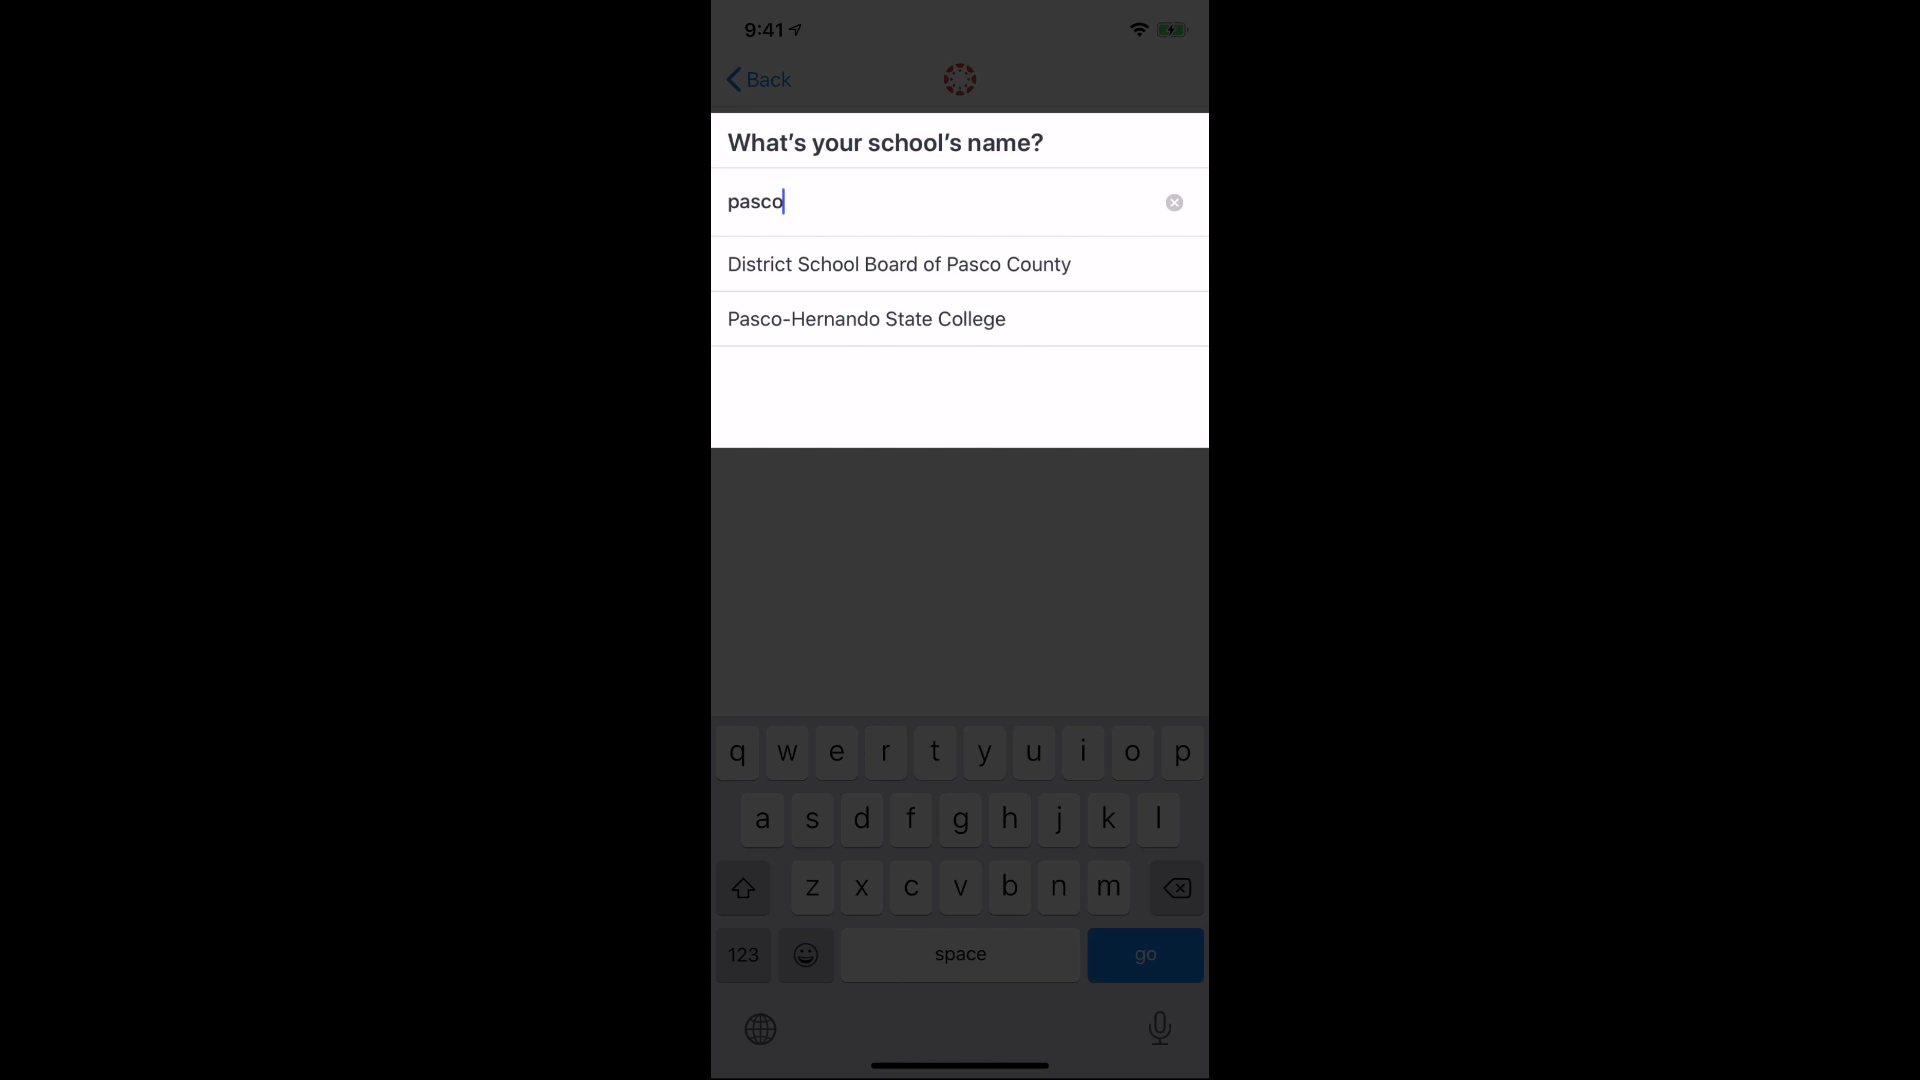 9:41
Back
What's your school's name?
pasco
District School Board of Pasco County
Pasco-Hernando State College
q w e r t y u i o p
a s d f g h j k l
z x c v b n m
123 space go